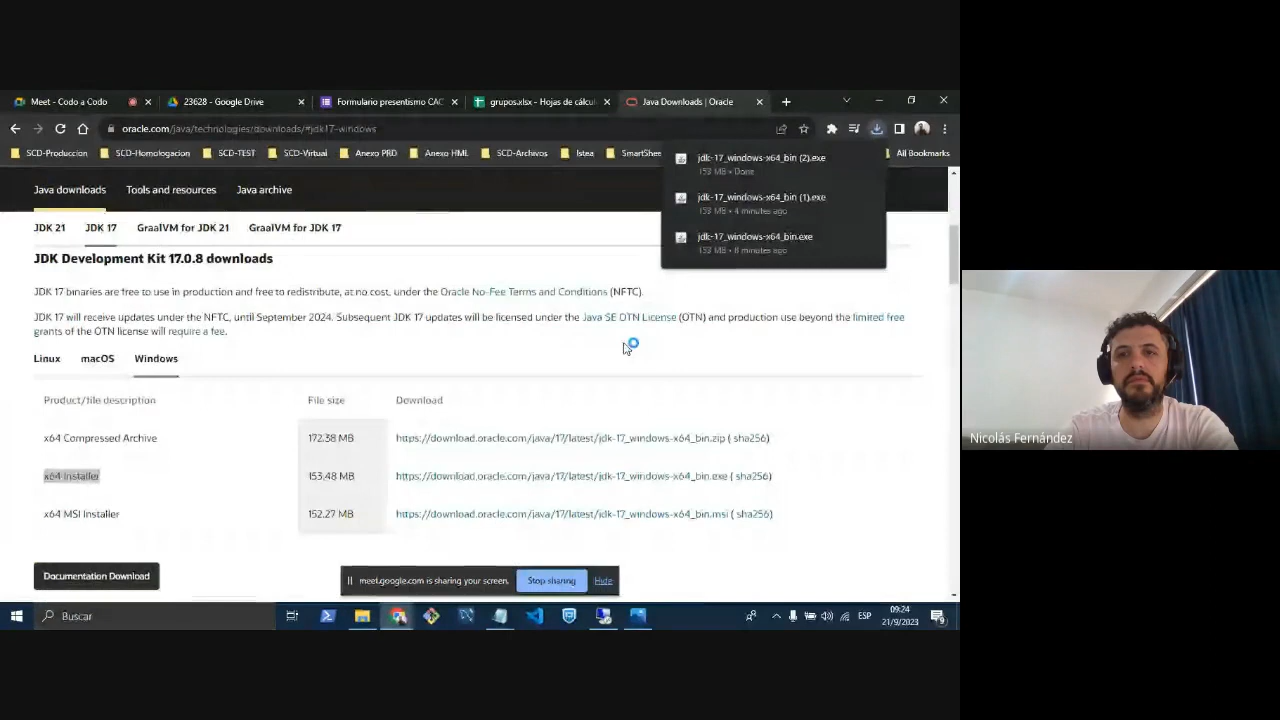 Meet - Codo a Codo
23628 - Google Drive
Formulario presentismo CAC
grupos.xlsx - Hojas de cálcu
Java Downloads | Oracle
oracle.com/java/technologies/downloads/#jdk17-windows
SCD-Produccion
SCD-Homologacion
SCD-TEST
SCD-Virtual
Anexo PRD
Anexo HML
SCD-Archivos
Istea
SmartShee
All Bookmarks
jdk-17_windows-x64_bin (2).exe
153 MB • Done
jdk-17_windows-x64_bin (1).exe
153 MB • 4 minutes ago
jdk-17_windows-x64_bin.exe
153 MB • 8 minutes ago
Java downloads
Tools and resources
Java archive
JDK 21
JDK 17
GraalVM for JDK 21
GraalVM for JDK 17
JDK Development Kit 17.0.8 downloads
JDK 17 binaries are free to use in production and free to redistribute, at no cost, under the Oracle No-Fee Terms and Conditions (NFTC).
JDK 17 will receive updates under the NFTC, until September 2024. Subsequent JDK 17 updates will be licensed under the Java SE OTN License (OTN) and production use beyond the limited free
grants of the OTN license will require a fee.
Linux
macOS
Windows
Product/file description
File size
Download
x64 Compressed Archive
172.38 MB
https://download.oracle.com/java/17/latest/jdk-17_windows-x64_bin.zip ( sha256)
x64 Installer
153.48 MB
https://download.oracle.com/java/17/latest/jdk-17_windows-x64_bin.exe ( sha256)
x64 MSI Installer
152.27 MB
https://download.oracle.com/java/17/latest/jdk-17_windows-x64_bin.msi ( sha256)
Documentation Download
meet.google.com is sharing your screen.
Stop sharing
Hide
Nicolás Fernández
Buscar
ESP
09:24
21/9/2023